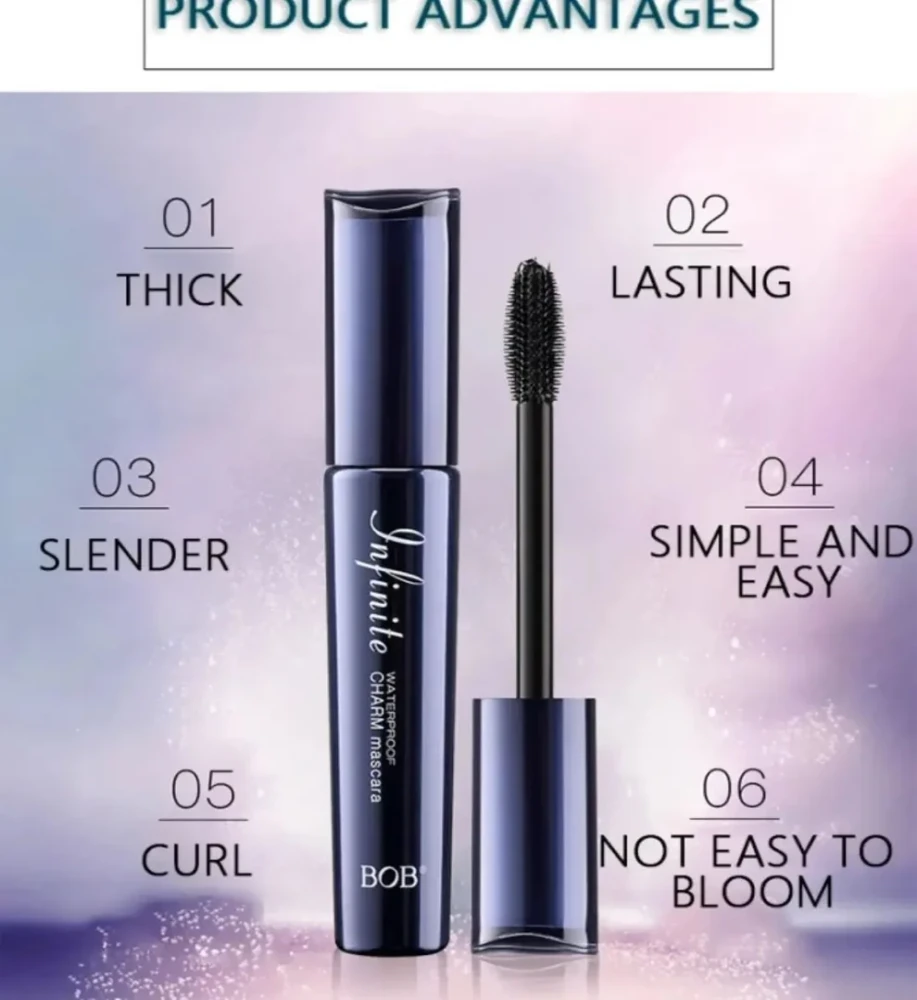 PRODUCT ADVANTAGES
01
THICK
02
LASTING
03
SLENDER
04
SIMPLE AND
EASY
05
CURL
06
NOT EASY TO
BLOOM
Infinite
WATERPROOF
CHARM mascara
BOB®